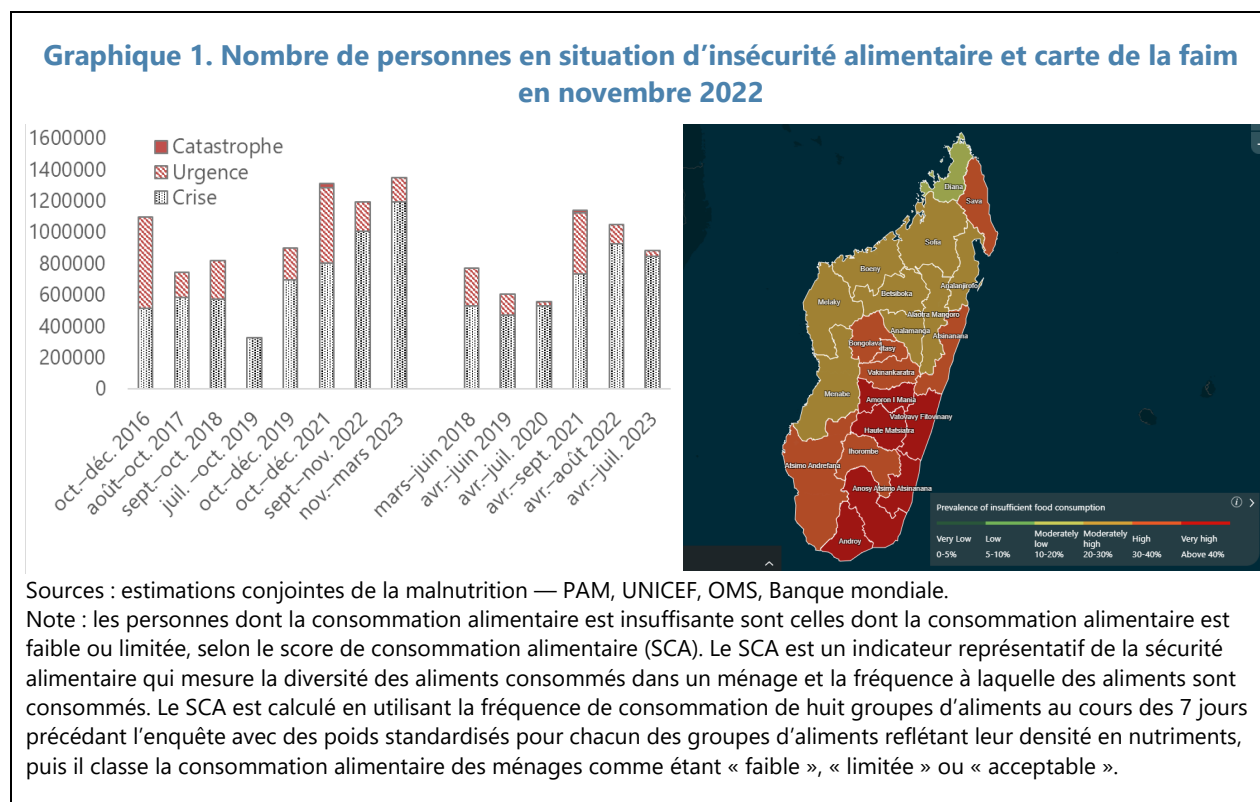 Graphique 1. Nombre de personnes en situation d’insécurité alimentaire et carte de la faim
en novembre 2022
1600000
1400000
1200000
1000000
800000
600000
400000
200000
0
Catastrophe
Urgence
Crise
oct.–déc. 2016
août–oct. 2017
sept.–oct. 2018
juil. –oct. 2019
oct.–déc. 2019
oct.–déc. 2021
sept.–nov. 2022
nov.–mars 2023
mars–juin 2018
avr.–juin 2019
avr.–juil. 2020
avr.–sept. 2021
avr.–août 2022
avr.–juil. 2023
Diana
Sava
Sofia
Boeny
Betsiboka
Analanjirofo
Melaky
Alaotra Mangoro
Analamanga
Atsinanana
Bongolava
Itasy
Vakinankaratra
Menabe
Amoron I Mania
Vatovavy Fitovinany
Haute Matsiatra
Ihorombe
Atsimo Andrefana
Anosy
Atsimo Atsinanana
Androy
Prevalence of insufficient food consumption
Very Low
Low
Moderately low
Moderately high
High
Very high
0-5%
5-10%
10-20%
20-30%
30-40%
Above 40%
Sources : estimations conjointes de la malnutrition — PAM, UNICEF, OMS, Banque mondiale.
Note : les personnes dont la consommation alimentaire est insuffisante sont celles dont la consommation alimentaire est
faible ou limitée, selon le score de consommation alimentaire (SCA). Le SCA est un indicateur représentatif de la sécurité
alimentaire qui mesure la diversité des aliments consommés dans un ménage et la fréquence à laquelle des aliments sont
consommés. Le SCA est calculé en utilisant la fréquence de consommation de huit groupes d’aliments au cours des 7 jours
précédant l’enquête avec des poids standardisés pour chacun des groupes d’aliments reflétant leur densité en nutriments,
puis il classe la consommation alimentaire des ménages comme étant « faible », « limitée » ou « acceptable ».